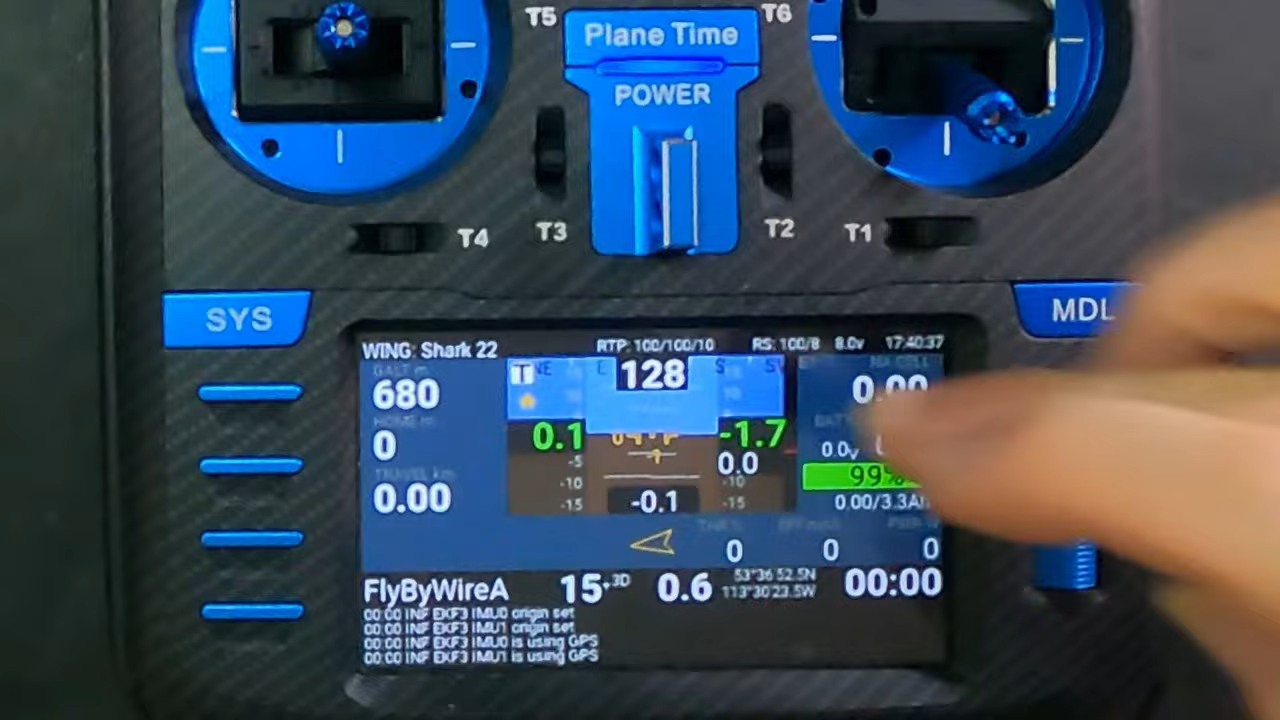 T5
T6
Plane Time
POWER
T4
T3
T2
T1
SYS
MDL
WING: Shark 22
RTP: 100/100/10
RS: 100/8
8.0v
17:40:37
GALT m
680
HOME m
0
TRAVEL km
0.00
T
NE
E
128
S
0.1
-1.7
0.0
-5
-10
-15
-10
-15
-0.1
0.00
0.0v
99%
0.00/3.3Ah
0
0
0
FlyByWireA
15+3D
0.6
53°36'52.5N
113°30'23.5W
00:00
00:00 INF EKF3 IMU0 origin set
00:00 INF EKF3 IMU1 origin set
00:00 INF EKF3 IMU0 is using GPS
00:00 INF EKF3 IMU1 is using GPS